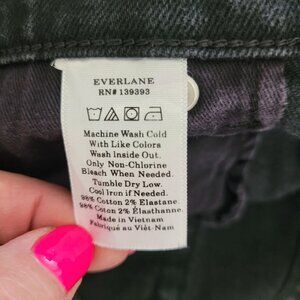 EVERLANE
RN# 139393
Machine Wash Cold
With Like Colors
Wash Inside Out.
Only Non-Chlorine
Bleach When Needed.
Tumble Dry Low.
Cool Iron if Needed.
98% Cotton 2% Elastane.
98% Coton 2% Élasthanne
Made in Vietnam
Fabriqué au Viêt-Nam